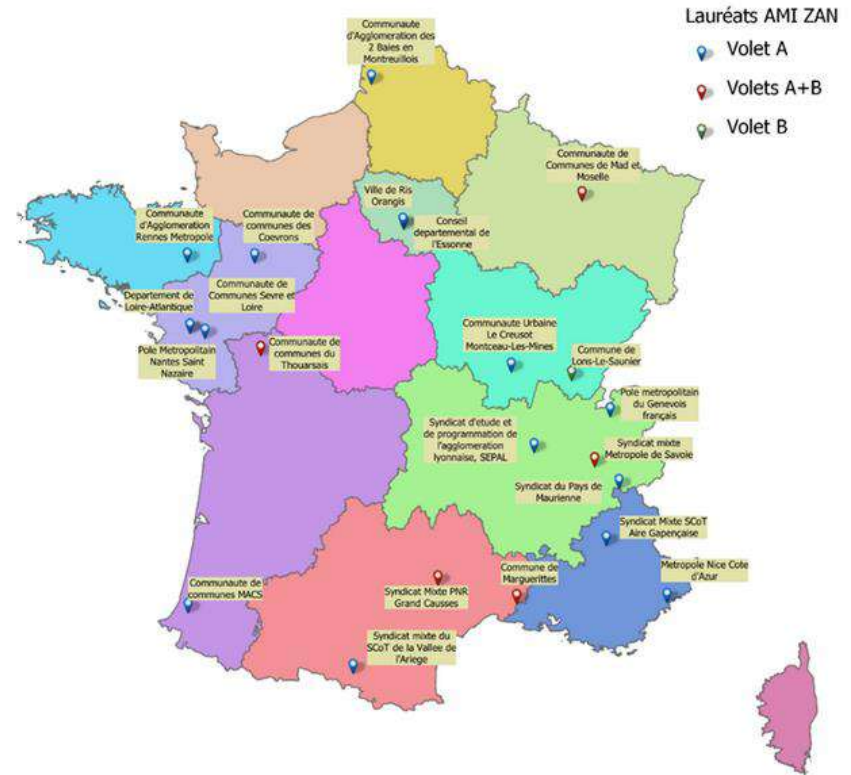 Lauréats AMI ZAN
Volet A
Volets A+B
Volet B
Communaute
d'Agglomeration des
2 Baies en
Montreuillois
Communaute de
Communes de Mad et
Moselle
Ville de Ris
Orangis
Conseil
departemental de
l'Essonne
Communaute
d'Agglomeration
Rennes Metropole
Communaute de
communes des
Coevrons
Departement de
Loire-Atlantique
Communaute de
Communes Sevre et
Loire
Pole Metropolitain
Nantes Saint
Nazaire
Communaute de
communes du
Thouarsais
Communaute Urbaine
Le Creusot
Montceau-Les-Mines
Commune de
Lons-Le-Saunier
Pole metropolitain
du Genevois
français
Syndicat d'etude et
de programmation de
l'agglomeration
lyonnaise, SEPAL
Syndicat mixte
Metropole de Savoie
Syndicat du Pays de
Maurienne
Syndicat Mixte SCoT
Aire Gapençaise
Metropole Nice Cote
d'Azur
Commune de
Marguerittes
Syndicat Mixte PNR
Grand Causses
Communaute de
communes MACS
Syndicat mixte du
SCoT de la Vallee de
l'Ariege